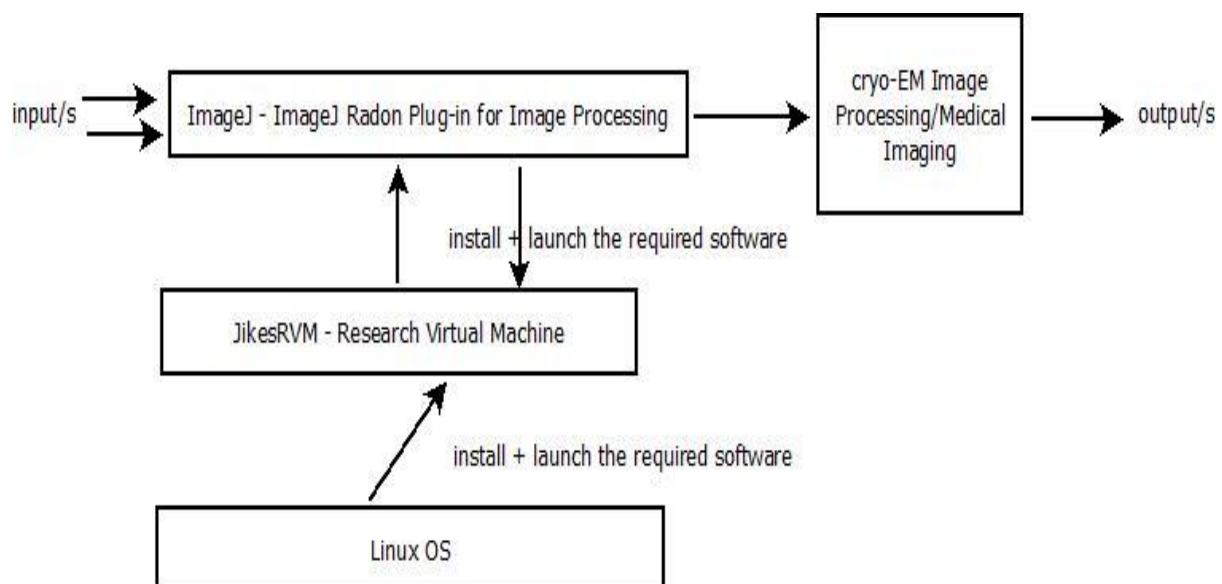 input/s
ImageJ - ImageJ Radon Plug-in for Image Processing
cryo-EM Image
Processing/Medical
Imaging
output/s
install + launch the required software
JikesRVM - Research Virtual Machine
install + launch the required software
Linux OS